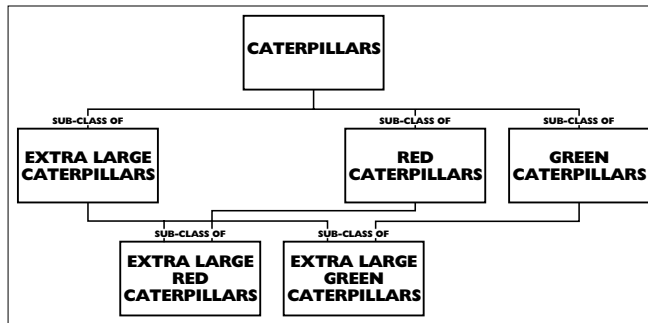 CATERPILLARS
SUB-CLASS OF
SUB-CLASS OF
SUB-CLASS OF
EXTRA LARGE
CATERPILLARS
RED
CATERPILLARS
GREEN
CATERPILLARS
SUB-CLASS OF
SUB-CLASS OF
EXTRA LARGE
RED
CATERPILLARS
EXTRA LARGE
GREEN
CATERPILLARS